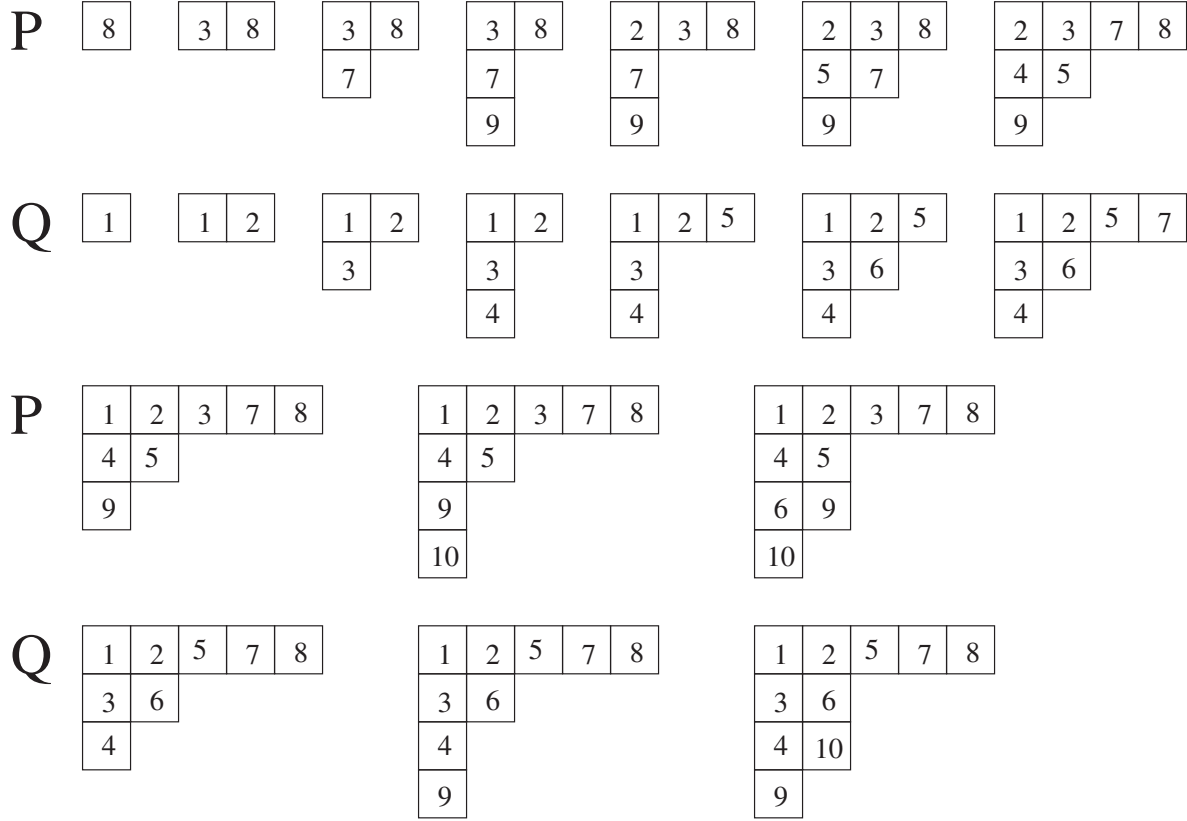 P 8 3 8 3 8 3 8 2 3 8 2 3 8 2 3 7 8
7 7 7 5 7 4 5
9 9 9 9
Q 1 1 2 1 2 1 2 1 2 5 1 2 5 1 2 5 7
3 3 3 3 6 3 6
4 4 4 4
P 1 2 3 7 8 1 2 3 7 8 1 2 3 7 8
4 5 4 5 4 5
9 9 6 9
10 10
Q 1 2 5 7 8 1 2 5 7 8 1 2 5 7 8
3 6 3 6 3 6
4 4 4 10
9 9